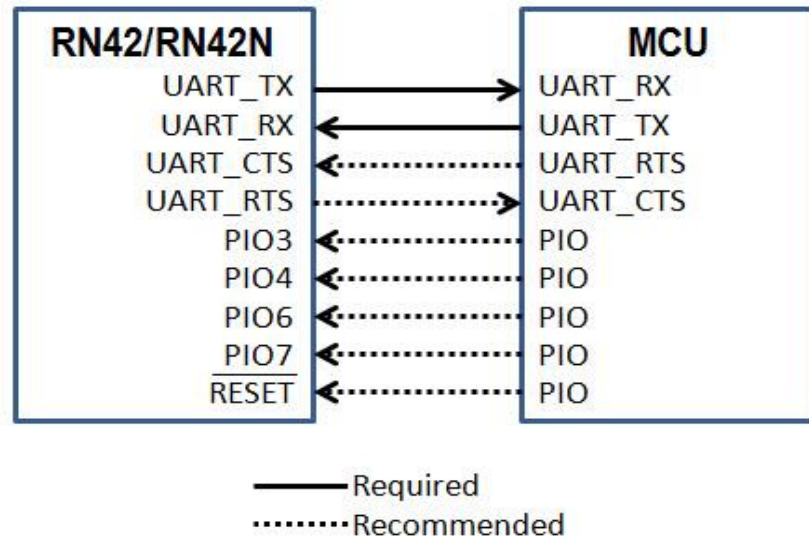 RN42/RN42N MCU
UART_TX UART_RX
UART_RX UART_TX
UART_CTS UART_RTS
UART_RTS UART_CTS
PIO3 PIO
PIO4 PIO
PIO6 PIO
PIO7 PIO
RESET PIO
Required
Recommended